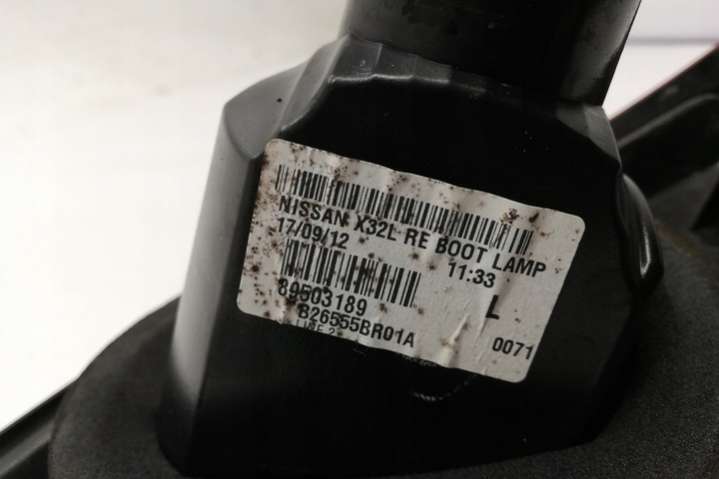 NISSAN X32L RE BOOT LAMP
17/09/12 11:33
89503189 L
B26555BR01A 0071